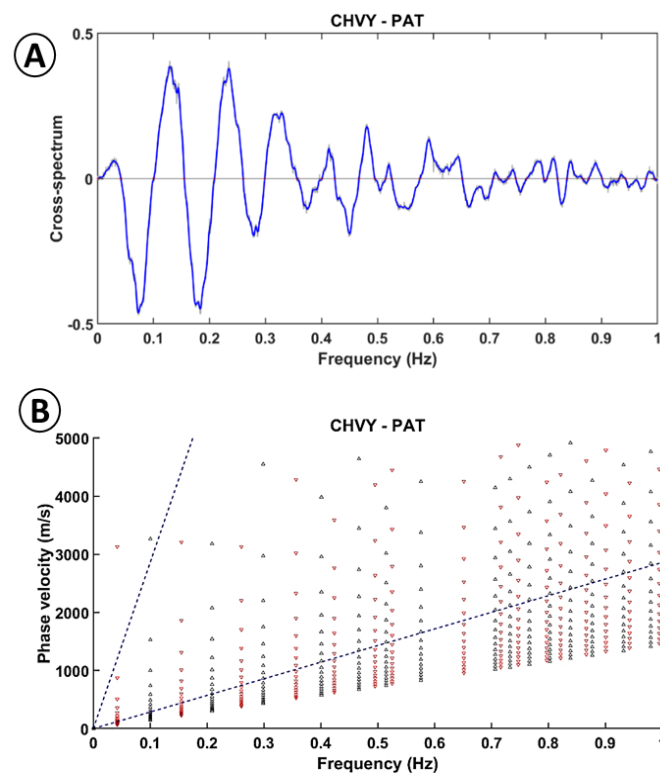 CHVY - PAT
A
0.5
0
-0.5
Cross-spectrum
0 0.1 0.2 0.3 0.4 0.5 0.6 0.7 0.8 0.9 1
Frequency (Hz)
B
CHVY - PAT
5000
4000
3000
2000
1000
0
Phase velocity (m/s)
0 0.1 0.2 0.3 0.4 0.5 0.6 0.7 0.8 0.9
Frequency (Hz)